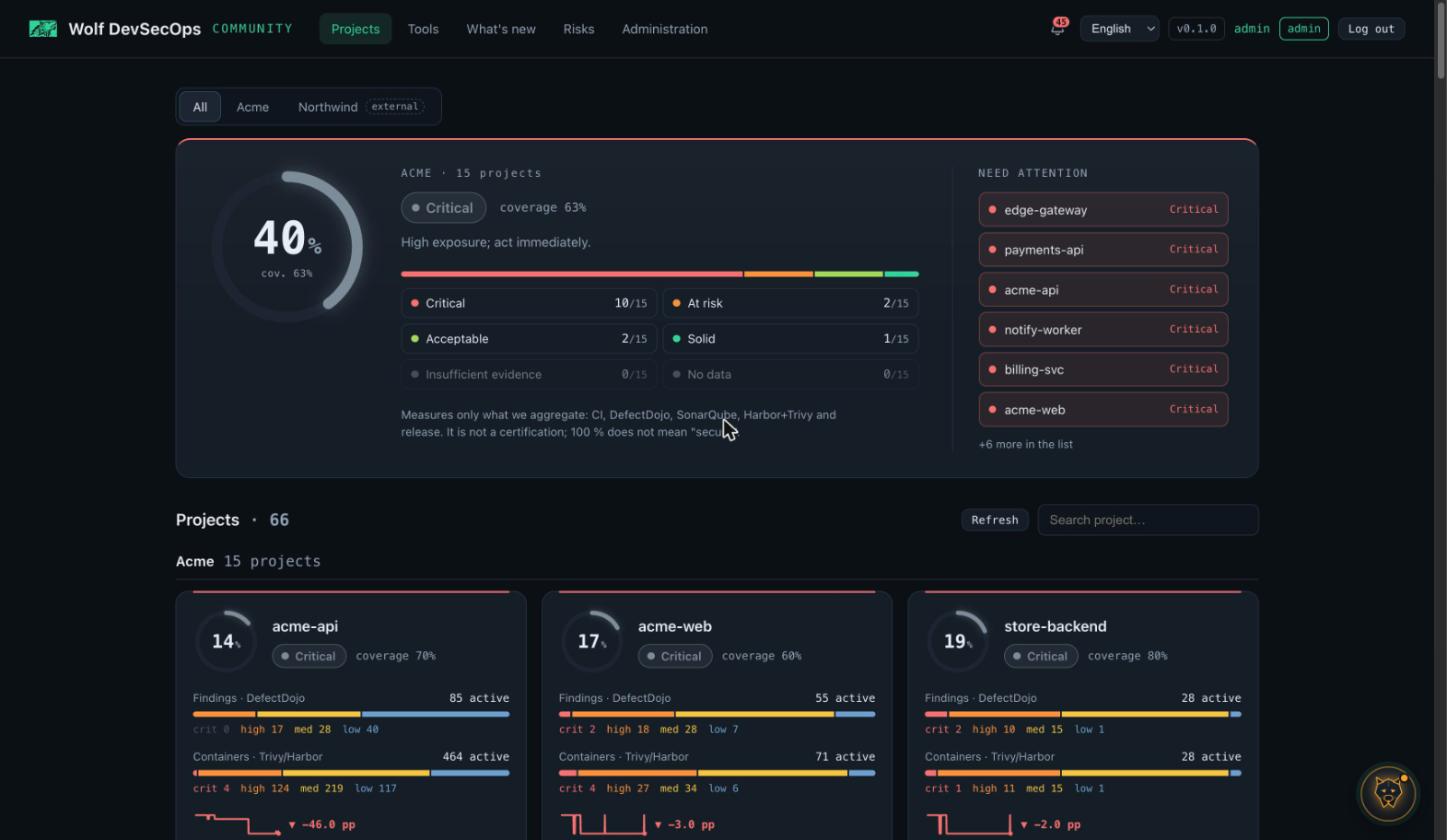 Wolf DevSecOps COMMUNITY Projects Tools What's new Risks Administration 45 English v0.1.0 admin admin Log out
All Acme Northwind external
40%
cov. 63%
ACME · 15 projects
Critical coverage 63%
High exposure; act immediately.
Critical 10/15 At risk 2/15
Acceptable 2/15 Solid 1/15
Insufficient evidence 0/15 No data 0/15
Measures only what we aggregate: CI, DefectDojo, SonarQube, Harbor+Trivy and
release. It is not a certification; 100 % does not mean "secu
NEED ATTENTION
edge-gateway Critical
payments-api Critical
acme-api Critical
notify-worker Critical
billing-svc Critical
acme-web Critical
+6 more in the list
Projects · 66 Refresh Search project...
Acme 15 projects
14% acme-api
Critical coverage 70%
Findings · DefectDojo 85 active
crit 0 high 17 med 28 low 40
Containers · Trivy/Harbor 464 active
crit 4 high 124 med 219 low 117
▼ −46.0 pp
17% acme-web
Critical coverage 60%
Findings · DefectDojo 55 active
crit 2 high 18 med 28 low 7
Containers · Trivy/Harbor 71 active
crit 4 high 27 med 34 low 6
▼ −3.0 pp
19% store-backend
Critical coverage 80%
Findings · DefectDojo 28 active
crit 2 high 10 med 15 low 1
Containers · Trivy/Harbor 28 active
crit 1 high 11 med 15 low 1
▼ −2.0 pp